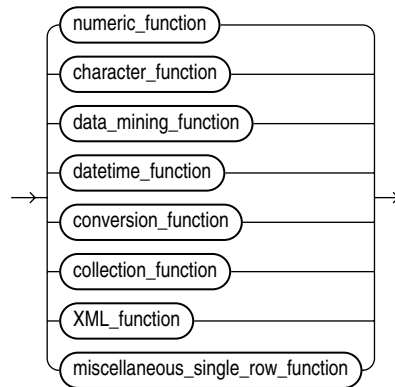 numeric_function
character_function
data_mining_function
datetime_function
conversion_function
collection_function
XML_function
miscellaneous_single_row_function